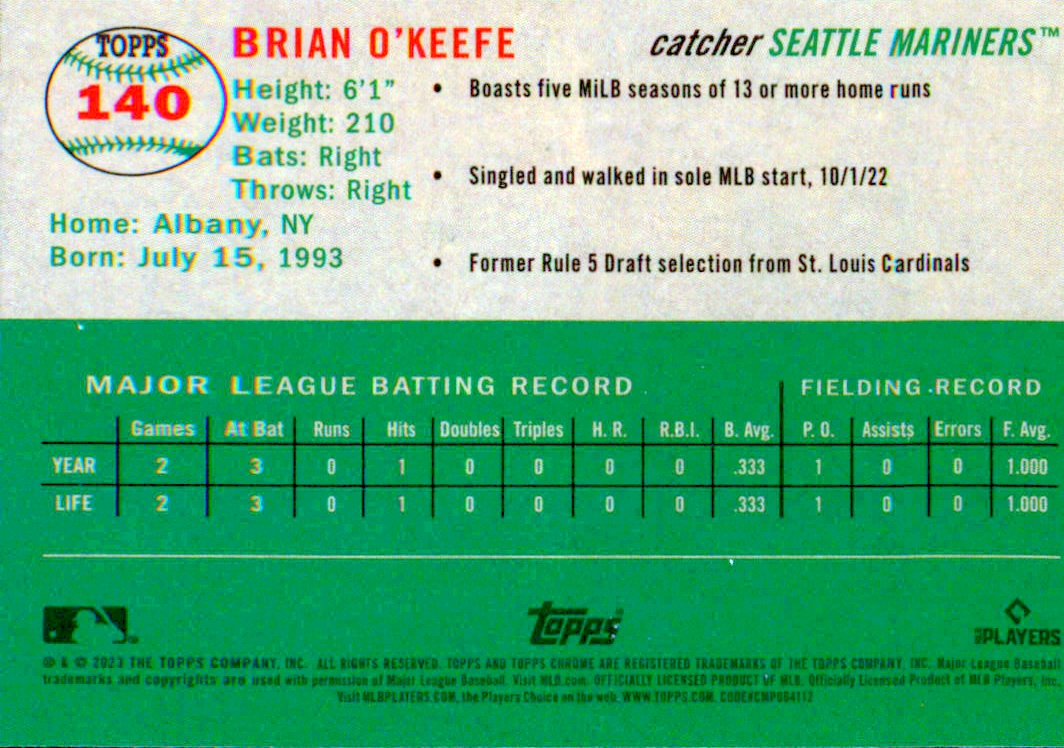 TOPPS
140
BRIAN O'KEEFE
catcher SEATTLE MARINERS™
Height: 6'1"
Weight: 210
Bats: Right
Throws: Right
Home: Albany, NY
Born: July 15, 1993
• Boasts five MiLB seasons of 13 or more home runs
• Singled and walked in sole MLB start, 10/1/22
• Former Rule 5 Draft selection from St. Louis Cardinals
MAJOR LEAGUE BATTING RECORD FIELDING RECORD
Games At Bat Runs Hits Doubles Triples H. R. R.B.I. B. Avg. P. O. Assists Errors F. Avg.
YEAR 2 3 0 1 0 0 0 0 .333 1 0 0 1.000
LIFE 2 3 0 1 0 0 0 0 .333 1 0 0 1.000
topps
PLAYERS
® & © 2023 THE TOPPS COMPANY, INC. ALL RIGHTS RESERVED. TOPPS AND TOPPS CHROME ARE REGISTERED TRADEMARKS OF THE TOPPS COMPANY, INC. Major League Baseball
trademarks and copyrights are used with permission of Major League Baseball. Visit MLB.com. OFFICIALLY LICENSED PRODUCT OF MLB. Officially Licensed Product of MLB Players, Inc.
Visit MLBPLAYERS.COM, the Players Choice on the web. WWW.TOPPS.COM.